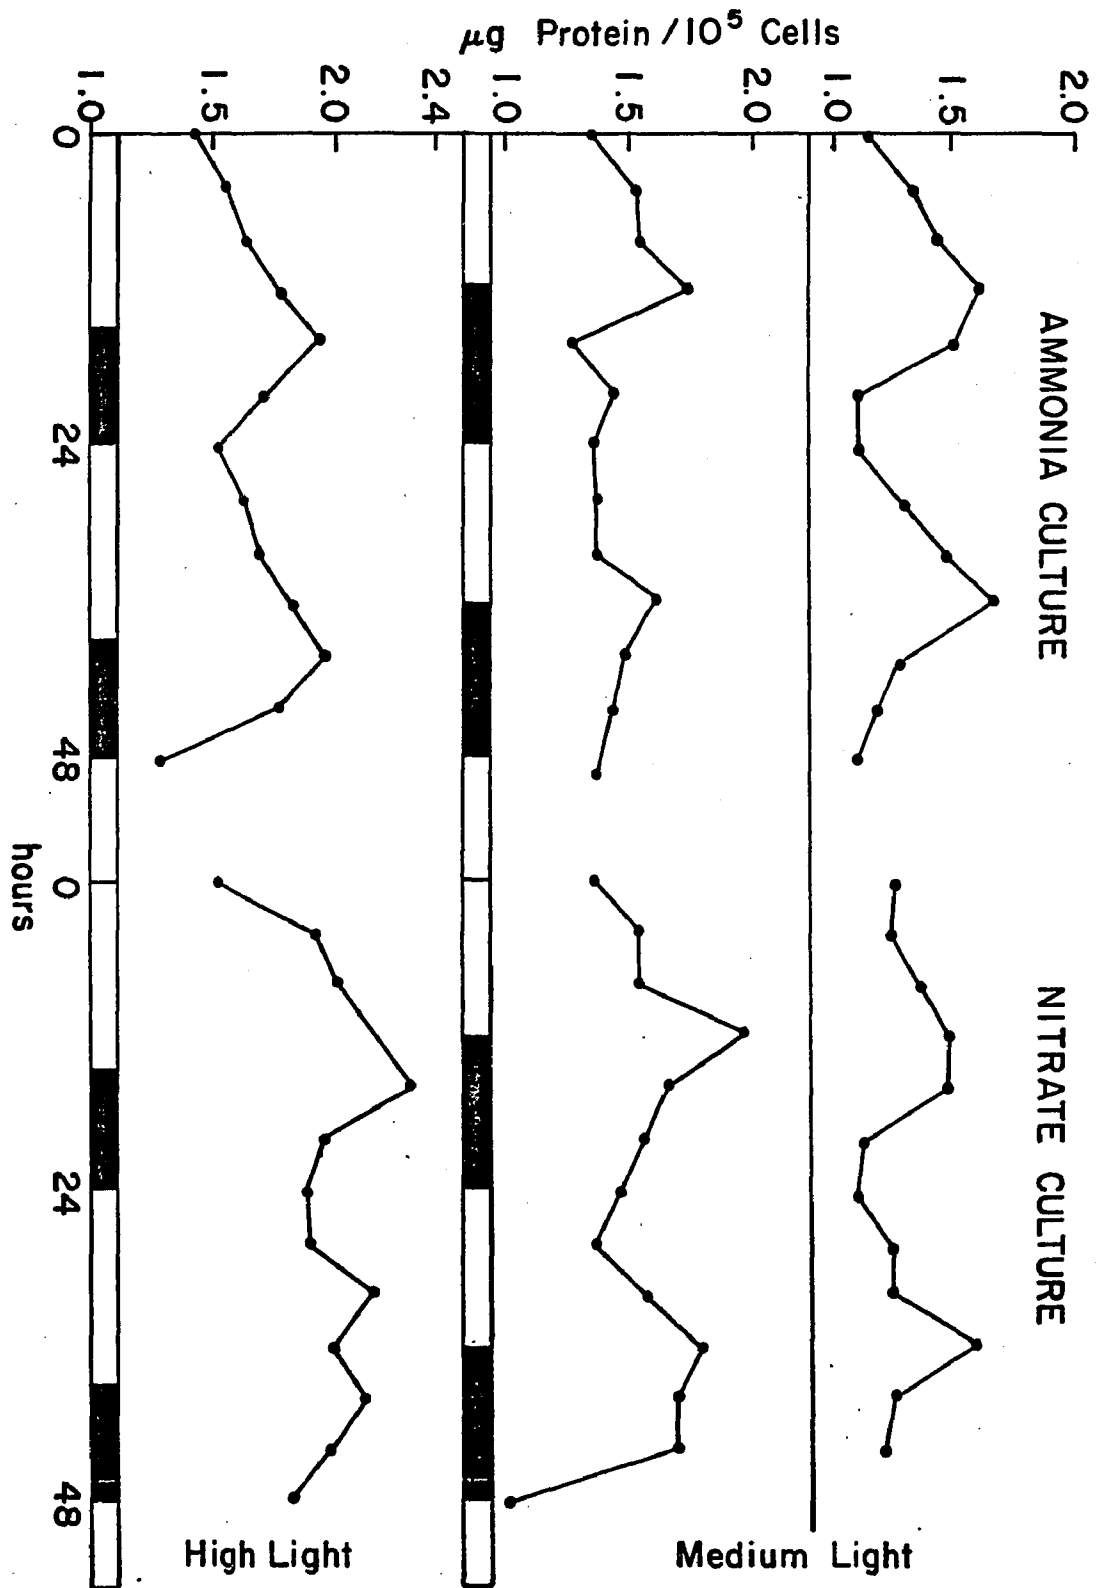 AMMONIA CULTURE
NITRATE CULTURE
μg Protein /10⁵ Cells
2.0
1.5
1.0
Medium Light
2.0
1.5
1.0
High Light
2.4
2.0
1.5
1.0
0 24 48 0 24 48
hours